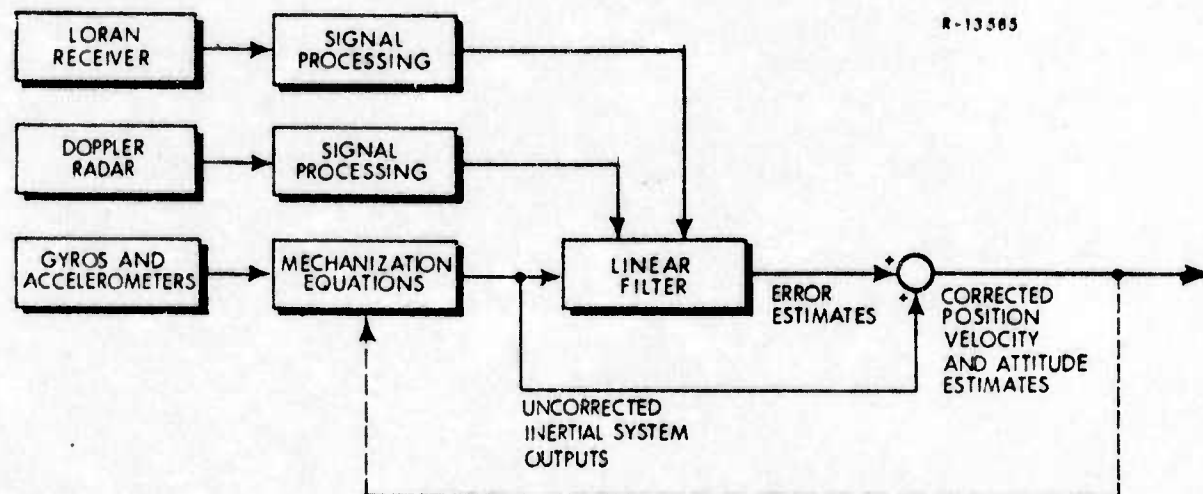 R-13565
LORAN
RECEIVER
SIGNAL
PROCESSING
DOPPLER
RADAR
SIGNAL
PROCESSING
GYROS AND
ACCELEROMETERS
MECHANIZATION
EQUATIONS
LINEAR
FILTER
ERROR
ESTIMATES
+
+
CORRECTED
POSITION
VELOCITY
AND ATTITUDE
ESTIMATES
UNCORRECTED
INERTIAL SYSTEM
OUTPUTS